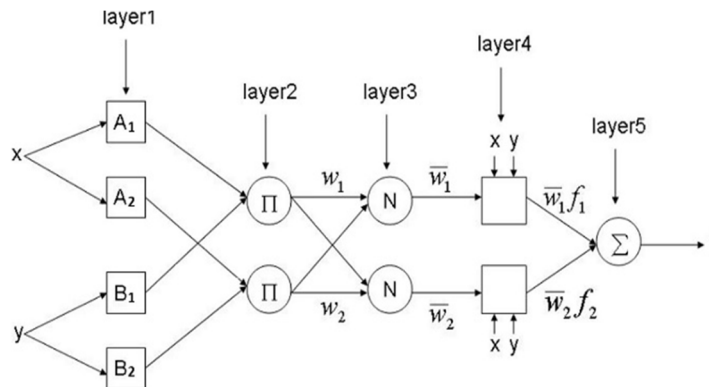 layer1
layer4
layer2
layer3
layer5
x y
A₁
x
w₁
w̅₁
w̅₁f₁
A₂
Π
N
Σ
B₁
Π
N
w₂
w̅₂
w̅₂f₂
y
x y
B₂